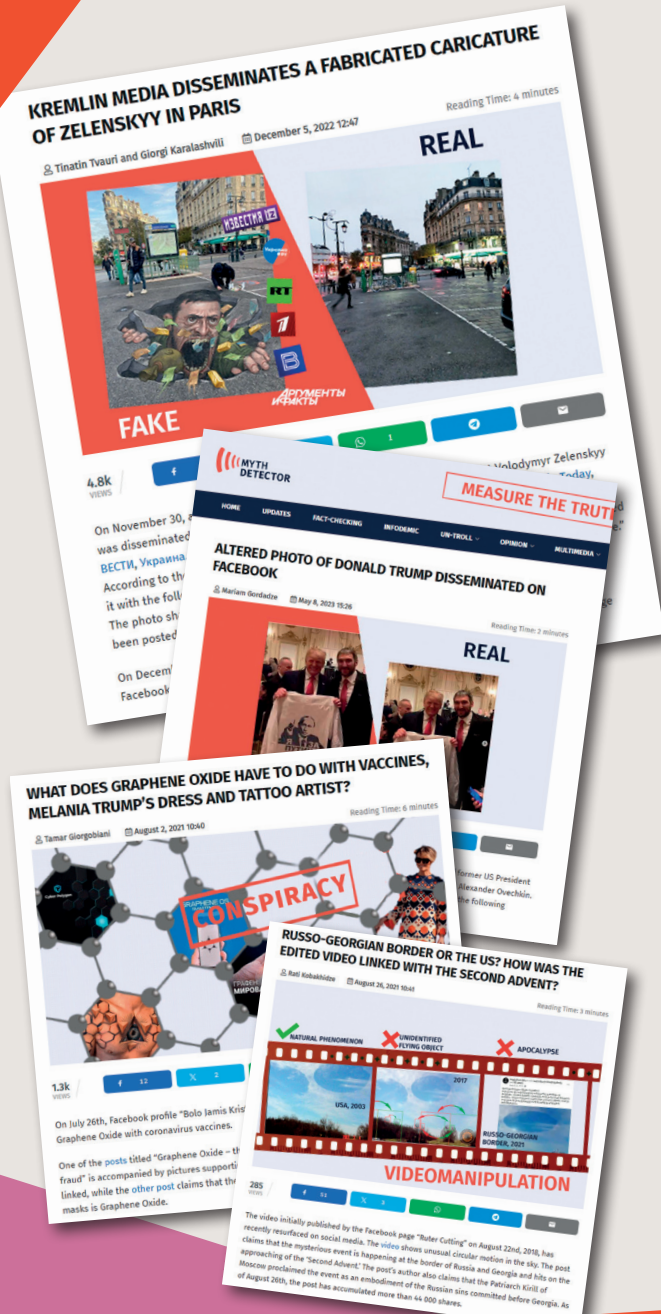 KREMLIN MEDIA DISSEMINATES A FABRICATED CARICATURE
OF ZELENSKYY IN PARIS
Tinatin Tvauri and Giorgi Karalashvili December 5, 2022 12:47
Reading Time: 4 minutes
REAL
ИЗВЕСТИЯ IZ
RT
1
В
АРГУМЕНТЫ
И ФАКТЫ
FAKE
1
4.8k
VIEWS
Volodymyr Zelenskyy
Today,
On November 30, a
was disseminated
ВЕСТИ, Украина
According to the
it with the foll
The photo sh
been posted
On Decem
Facebook
MYTH
DETECTOR
MEASURE THE TRUT
HOME UPDATES FACT-CHECKING INFODEMIC UN-TROLL OPINION MULTIMEDIA
ALTERED PHOTO OF DONALD TRUMP DISSEMINATED ON
FACEBOOK
Mariam Gordadze May 8, 2023 15:26
Reading Time: 2 minutes
REAL
former US President
Alexander Ovechkin.
the following
WHAT DOES GRAPHENE OXIDE HAVE TO DO WITH VACCINES,
MELANIA TRUMP'S DRESS AND TATTOO ARTIST?
Tamar Giorgobiani August 2, 2021 10:40
Reading Time: 6 minutes
Cyber Polygon
GRAPHENE OS
CONSPIRACY
1.3k
VIEWS
12
2
On July 26th, Facebook profile "Bolo Jamis Kris
Graphene Oxide with coronavirus vaccines.
One of the posts titled "Graphene Oxide – th
fraud" is accompanied by pictures supporti
linked, while the other post claims that the
masks is Graphene Oxide.
RUSSO-GEORGIAN BORDER OR THE US? HOW WAS THE
EDITED VIDEO LINKED WITH THE SECOND ADVENT?
Rati Kobakhidze August 26, 2021 10:41
Reading Time: 3 minutes
NATURAL PHENOMENON
UNIDENTIFIED
FLYING OBJECT
APOCALYPSE
USA, 2003
2017
RUSSO-GEORGIAN
BORDER, 2021
VIDEOMANIPULATION
285
VIEWS
The video initially published by the Facebook page "Ruter Cutting" on August 22nd, 2018, has
recently resurfaced on social media. The video shows unusual circular motion in the sky. The post
claims that the mysterious event is happening at the border of Russia and Georgia and hits on the
approaching of the 'Second Advent.' The post's author also claims that the Patriarch Kirill of
Moscow proclaimed the event as an embodiment of the Russian sins committed before Georgia. As
of August 26th, the post has accumulated more than 44 000 shares.